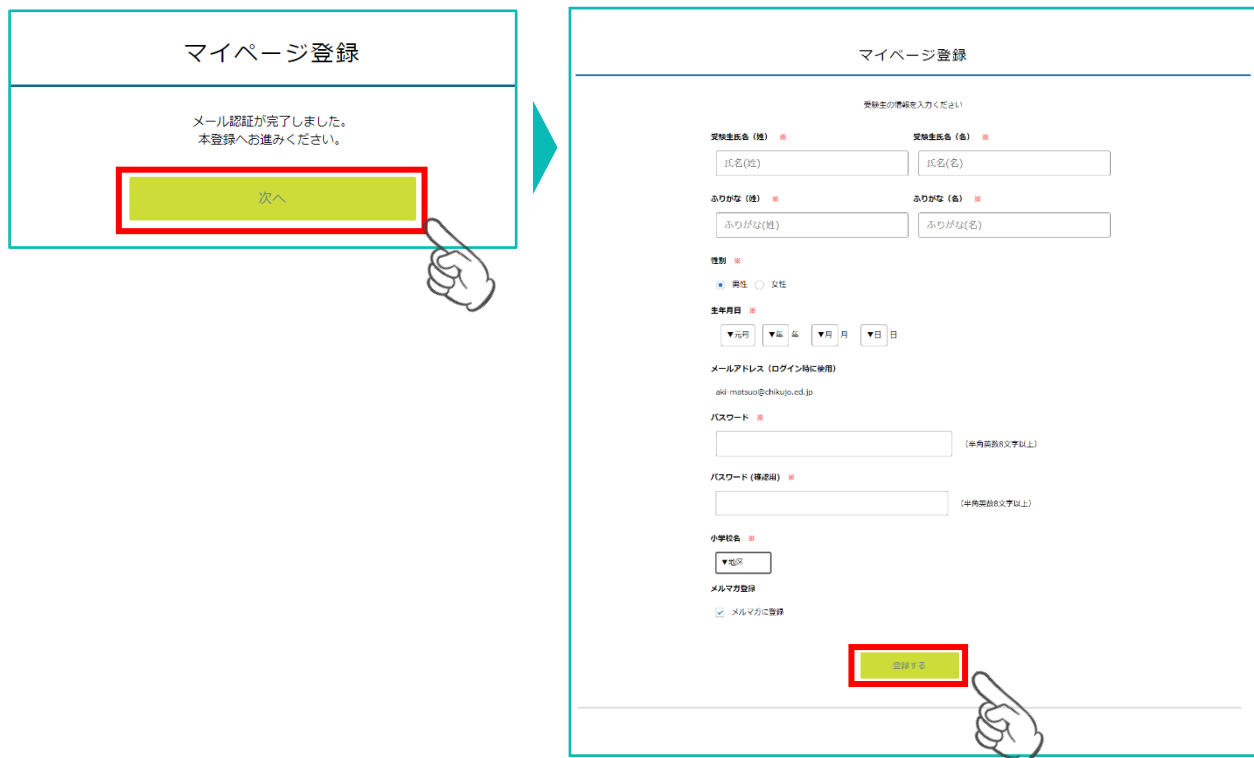 マイページ登録
メール認証が完了しました。
本登録へお進みください。
次へ
マイページ登録
受験生の情報を入力ください
受験生氏名（姓） ※ 受験生氏名（名） ※
氏名(姓) 氏名(名)
ふりがな（姓） ※ ふりがな（名） ※
ふりがな(姓) ふりがな(名)
性別 ※
男性 女性
生年月日 ※
▼元号 ▼年 年 ▼月 月 ▼日 日
メールアドレス（ログイン時に使用）
aki-matsuo@chikujo.ed.jp
パスワード ※
（半角英数8文字以上）
パスワード (確認用) ※
（半角英数8文字以上）
小学校名 ※
▼地区
メルマガ登録
メルマガに登録
登録する